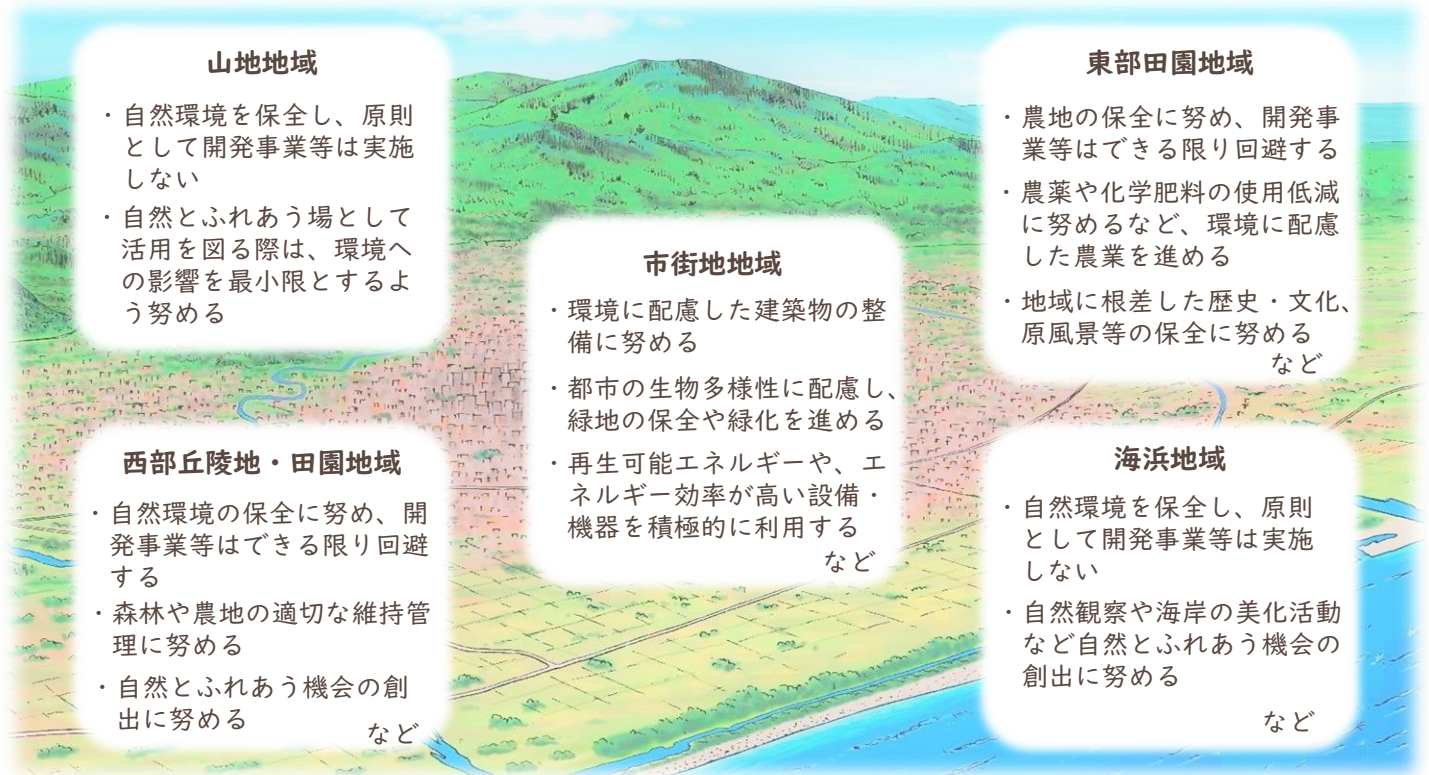 山地地域
・自然環境を保全し、原則
として開発事業等は実施
しない
・自然とふれあう場として
活用を図る際は、環境へ
の影響を最小限とするよ
う努める
東部田園地域
・農地の保全に努め、開発事
業等はできる限り回避する
・農薬や化学肥料の使用低減
に努めるなど、環境に配慮
した農業を進める
・地域に根差した歴史・文化、
原風景等の保全に努める
など
市街地地域
・環境に配慮した建築物の整
備に努める
・都市の生物多様性に配慮し、
緑地の保全や緑化を進める
・再生可能エネルギーや、エ
ネルギー効率が高い設備・
機器を積極的に利用する
など
西部丘陵地・田園地域
・自然環境の保全に努め、開
発事業等はできる限り回避
する
・森林や農地の適切な維持管
理に努める
・自然とふれあう機会の創
出に努める
など
海浜地域
・自然環境を保全し、原則
として開発事業等は実施
しない
・自然観察や海岸の美化活動
など自然とふれあう機会の
創出に努める
など